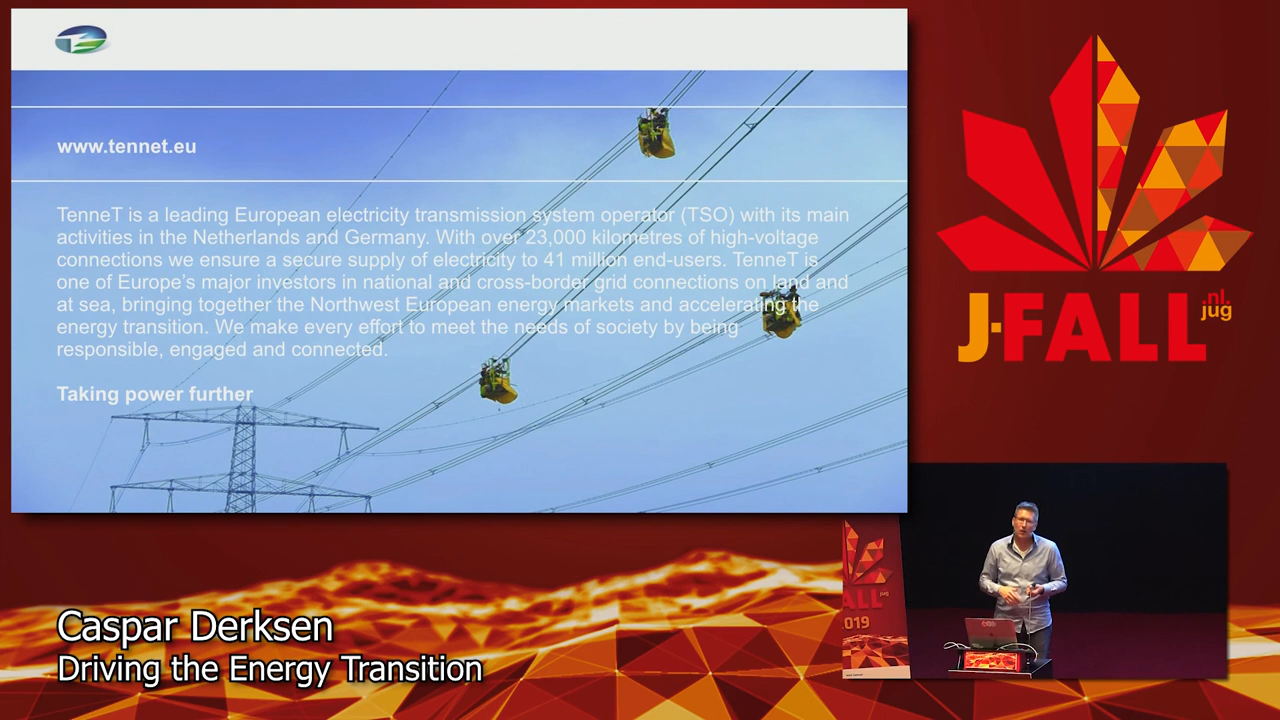 www.tennet.eu
TenneT is a leading European electricity transmission system operator (TSO) with its main
activities in the Netherlands and Germany. With over 23,000 kilometres of high-voltage
connections we ensure a secure supply of electricity to 41 million end-users. TenneT is
one of Europe's major investors in national and cross-border grid connections on land and
at sea, bringing together the Northwest European energy markets and accelerating the
energy transition. We make every effort to meet the needs of society by being
responsible, engaged and connected.
Taking power further
J-FALL
.nl.
jug
ALL
2019
Caspar Derksen
Driving the Energy Transition